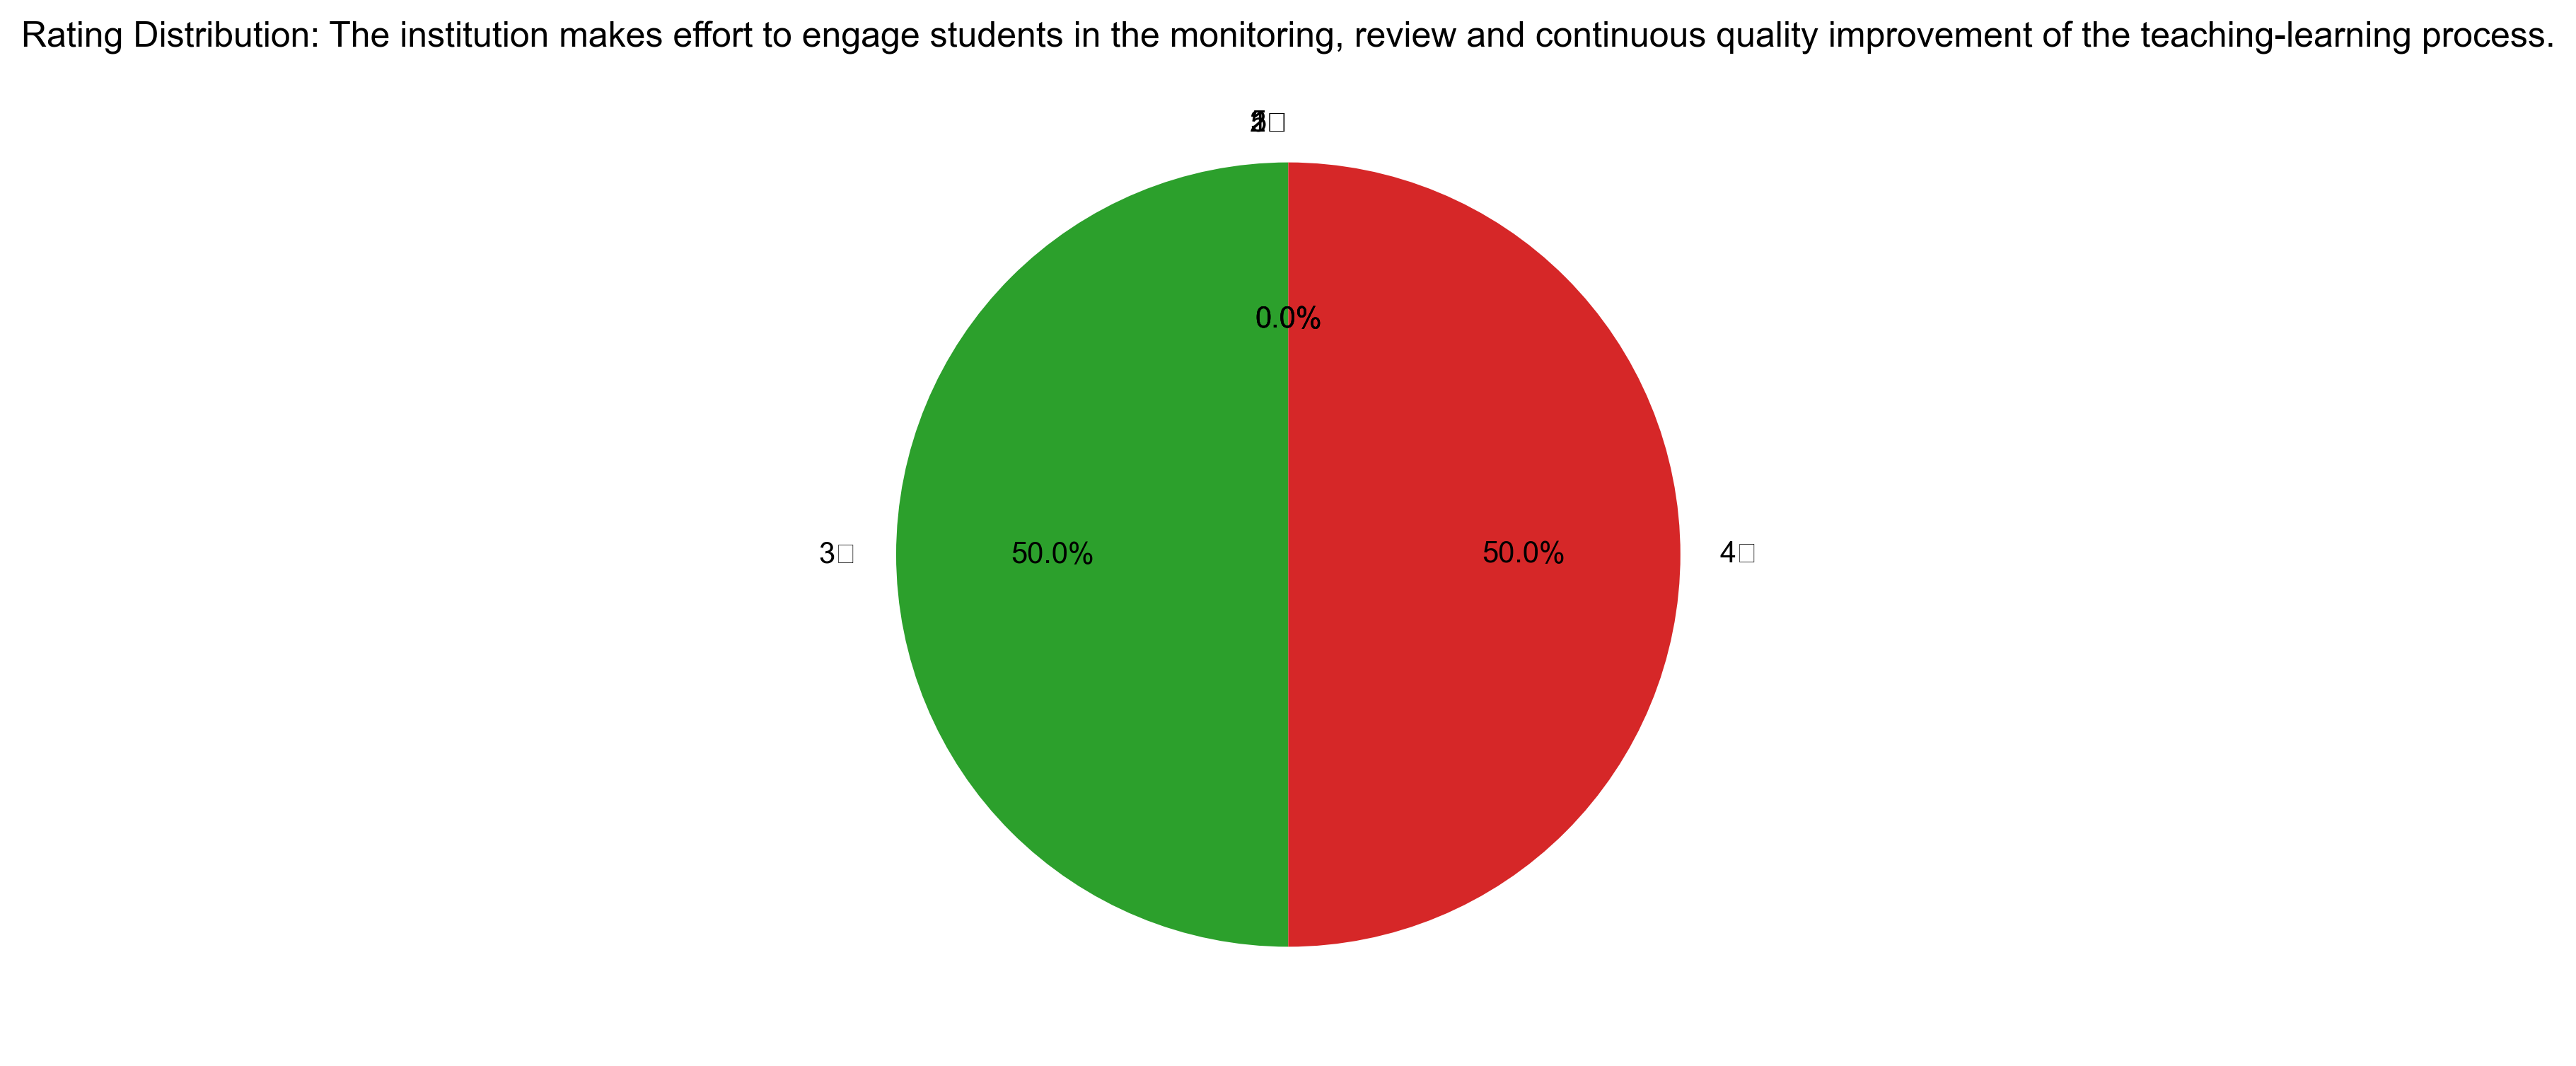 Rating Distribution: The institution makes effort to engage students in the monitoring, review and continuous quality improvement of the teaching-learning process.
0.0%
3□ 50.0% 50.0% 4□